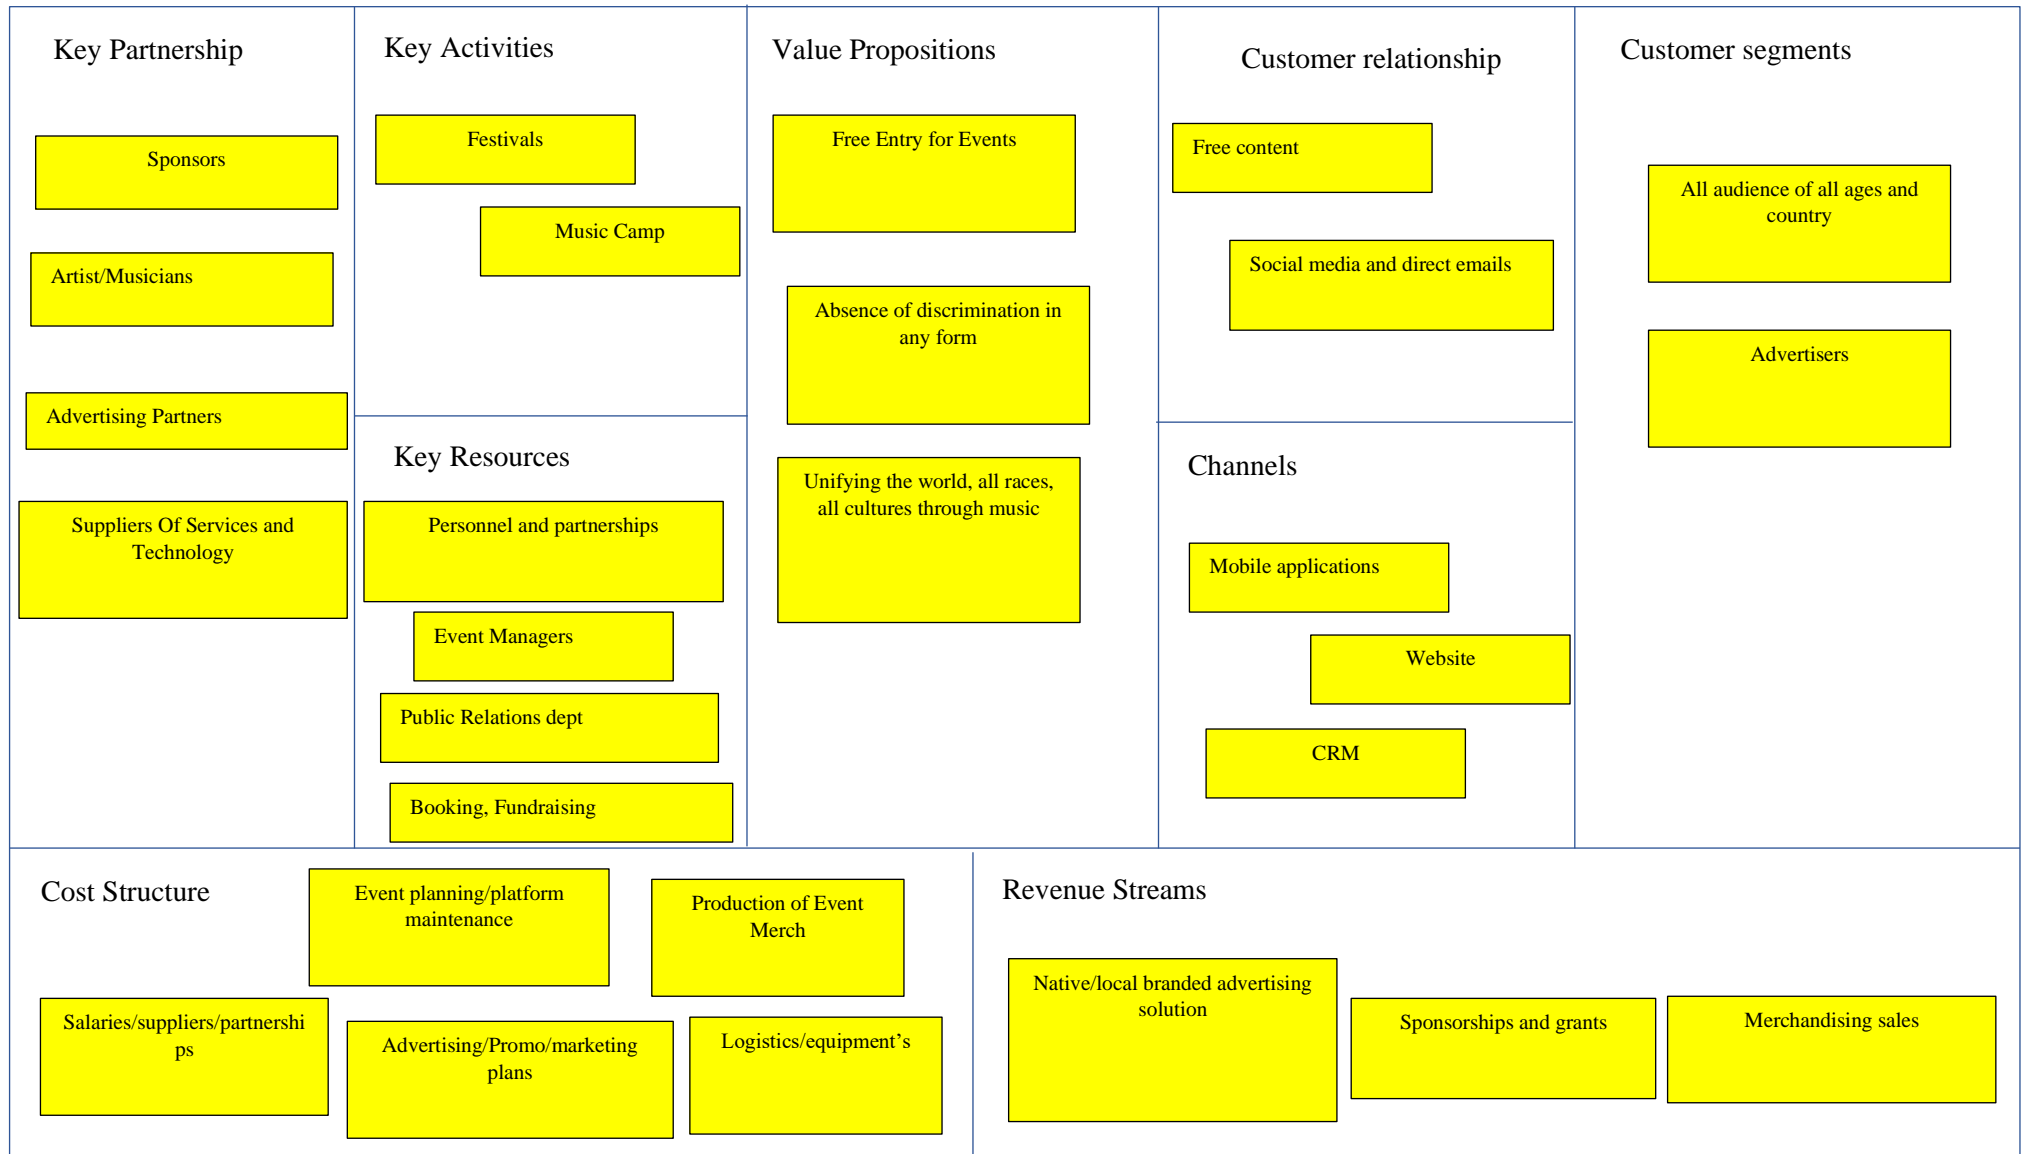 Key Partnership
Sponsors
Artist/Musicians
Advertising Partners
Suppliers Of Services and
Technology
Key Activities
Festivals
Music Camp
Key Resources
Personnel and partnerships
Event Managers
Public Relations dept
Booking, Fundraising
Value Propositions
Free Entry for Events
Absence of discrimination in
any form
Unifying the world, all races,
all cultures through music
Customer relationship
Free content
Social media and direct emails
Channels
Mobile applications
Website
CRM
Customer segments
All audience of all ages and
country
Advertisers
Cost Structure
Event planning/platform
maintenance
Production of Event
Merch
Salaries/suppliers/partnershi
ps
Advertising/Promo/marketing
plans
Logistics/equipment’s
Revenue Streams
Native/local branded advertising
solution
Sponsorships and grants
Merchandising sales